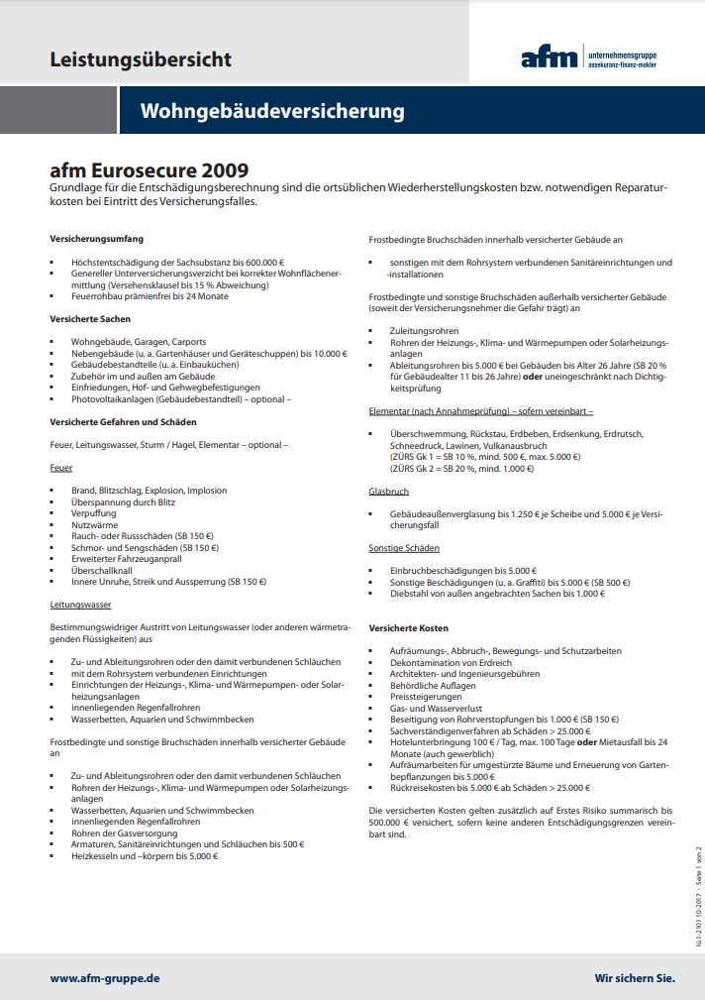 Leistungsübersicht
afm
unternehmensgruppe
assekuranz-finanz-makler
Wohngebäudeversicherung
afm Eurosecure 2009
Grundlage für die Entschädigungsberechnung sind die ortsüblichen Wiederherstellungskosten bzw. notwendigen Reparatur-
kosten bei Eintritt des Versicherungsfalles.
Versicherungsumfang
▪ Höchstentschädigung der Sachsubstanz bis 600.000 €
▪ Genereller Unterversicherungsverzicht bei korrekter Wohnflächener-
mittlung (Versehensklausel bis 15 % Abweichung)
▪ Feuerrohbau prämienfrei bis 24 Monate
Versicherte Sachen
▪ Wohngebäude, Garagen, Carports
▪ Nebengebäude (u. a. Gartenhäuser und Geräteschuppen) bis 10.000 €
▪ Gebäudebestandteile (u. a. Einbauküchen)
▪ Zubehör im und außen am Gebäude
▪ Einfriedungen, Hof- und Gehwegbefestigungen
▪ Photovoltaikanlagen (Gebäudebestandteil) – optional –
Versicherte Gefahren und Schäden
Feuer, Leitungswasser, Sturm / Hagel, Elementar – optional –
Feuer
▪ Brand, Blitzschlag, Explosion, Implosion
▪ Überspannung durch Blitz
▪ Verpuffung
▪ Nutzwärme
▪ Rauch- oder Russschäden (SB 150 €)
▪ Schmor- und Sengschäden (SB 150 €)
▪ Erweiterter Fahrzeuganprall
▪ Überschallknall
▪ Innere Unruhe, Streik und Aussperrung (SB 150 €)
Leitungswasser
Bestimmungswidriger Austritt von Leitungswasser (oder anderen wärmetra-
genden Flüssigkeiten) aus
▪ Zu- und Ableitungsrohren oder den damit verbundenen Schläuchen
▪ mit dem Rohrsystem verbundenen Einrichtungen
▪ Einrichtungen der Heizungs-, Klima- und Wärmepumpen- oder Solar-
heizungsanlagen
▪ innenliegenden Regenfallrohren
▪ Wasserbetten, Aquarien und Schwimmbecken
Frostbedingte und sonstige Bruchschäden innerhalb versicherter Gebäude
an
▪ Zu- und Ableitungsrohren oder den damit verbundenen Schläuchen
▪ Rohren der Heizungs-, Klima- und Wärmepumpen oder Solarheizungs-
anlagen
▪ Wasserbetten, Aquarien und Schwimmbecken
▪ innenliegenden Regenfallrohren
▪ Rohren der Gasversorgung
▪ Armaturen, Sanitäreinrichtungen und Schläuchen bis 500 €
▪ Heizkesseln und –körpern bis 5.000 €
Frostbedingte Bruchschäden innerhalb versicherter Gebäude an
▪ sonstigen mit dem Rohrsystem verbundenen Sanitäreinrichtungen und
-installationen
Frostbedingte und sonstige Bruchschäden außerhalb versicherter Gebäude
(soweit der Versicherungsnehmer die Gefahr trägt) an
▪ Zuleitungsrohren
▪ Rohren der Heizungs-, Klima- und Wärmepumpen oder Solarheizungs-
anlagen
▪ Ableitungsrohren bis 5.000 € bei Gebäuden bis Alter 26 Jahre (SB 20 %
für Gebäudealter 11 bis 26 Jahre) oder uneingeschränkt nach Dichtig-
keitsprüfung
Elementar (nach Annahmeprüfung) – sofern vereinbart –
▪ Überschwemmung, Rückstau, Erdbeben, Erdsenkung, Erdrutsch,
Schneedruck, Lawinen, Vulkanausbruch
(ZÜRS Gk 1 = SB 10 %, mind. 500 €, max. 5.000 €)
(ZÜRS Gk 2 = SB 20 %, mind. 1.000 €)
Glasbruch
▪ Gebäudeaußenverglasung bis 1.250 € je Scheibe und 5.000 € je Versi-
cherungsfall
Sonstige Schäden
▪ Einbruchbeschädigungen bis 5.000 €
▪ Sonstige Beschädigungen (u. a. Graffiti) bis 5.000 € (SB 500 €)
▪ Diebstahl von außen angebrachten Sachen bis 1.000 €
Versicherte Kosten
▪ Aufräumungs-, Abbruch-, Bewegungs- und Schutzarbeiten
▪ Dekontamination von Erdreich
▪ Architekten- und Ingenieursgebühren
▪ Behördliche Auflagen
▪ Preissteigerungen
▪ Gas- und Wasserverlust
▪ Beseitigung von Rohrverstopfungen bis 1.000 € (SB 150 €)
▪ Sachverständigenverfahren ab Schäden > 25.000 €
▪ Hotelunterbringung 100 € / Tag, max. 100 Tage oder Mietausfall bis 24
Monate (auch gewerblich)
▪ Aufräumarbeiten für umgestürzte Bäume und Erneuerung von Garten-
bepflanzungen bis 5.000 €
▪ Rückreisekosten bis 5.000 € ab Schäden > 25.000 €
Die versicherten Kosten gelten zusätzlich auf Erstes Risiko summarisch bis
500.000 € versichert, sofern keine anderen Entschädigungsgrenzen verein-
bart sind.
lü1-210110-2017 - Seite 1 von 2
www.afm-gruppe.de
Wir sichern Sie.